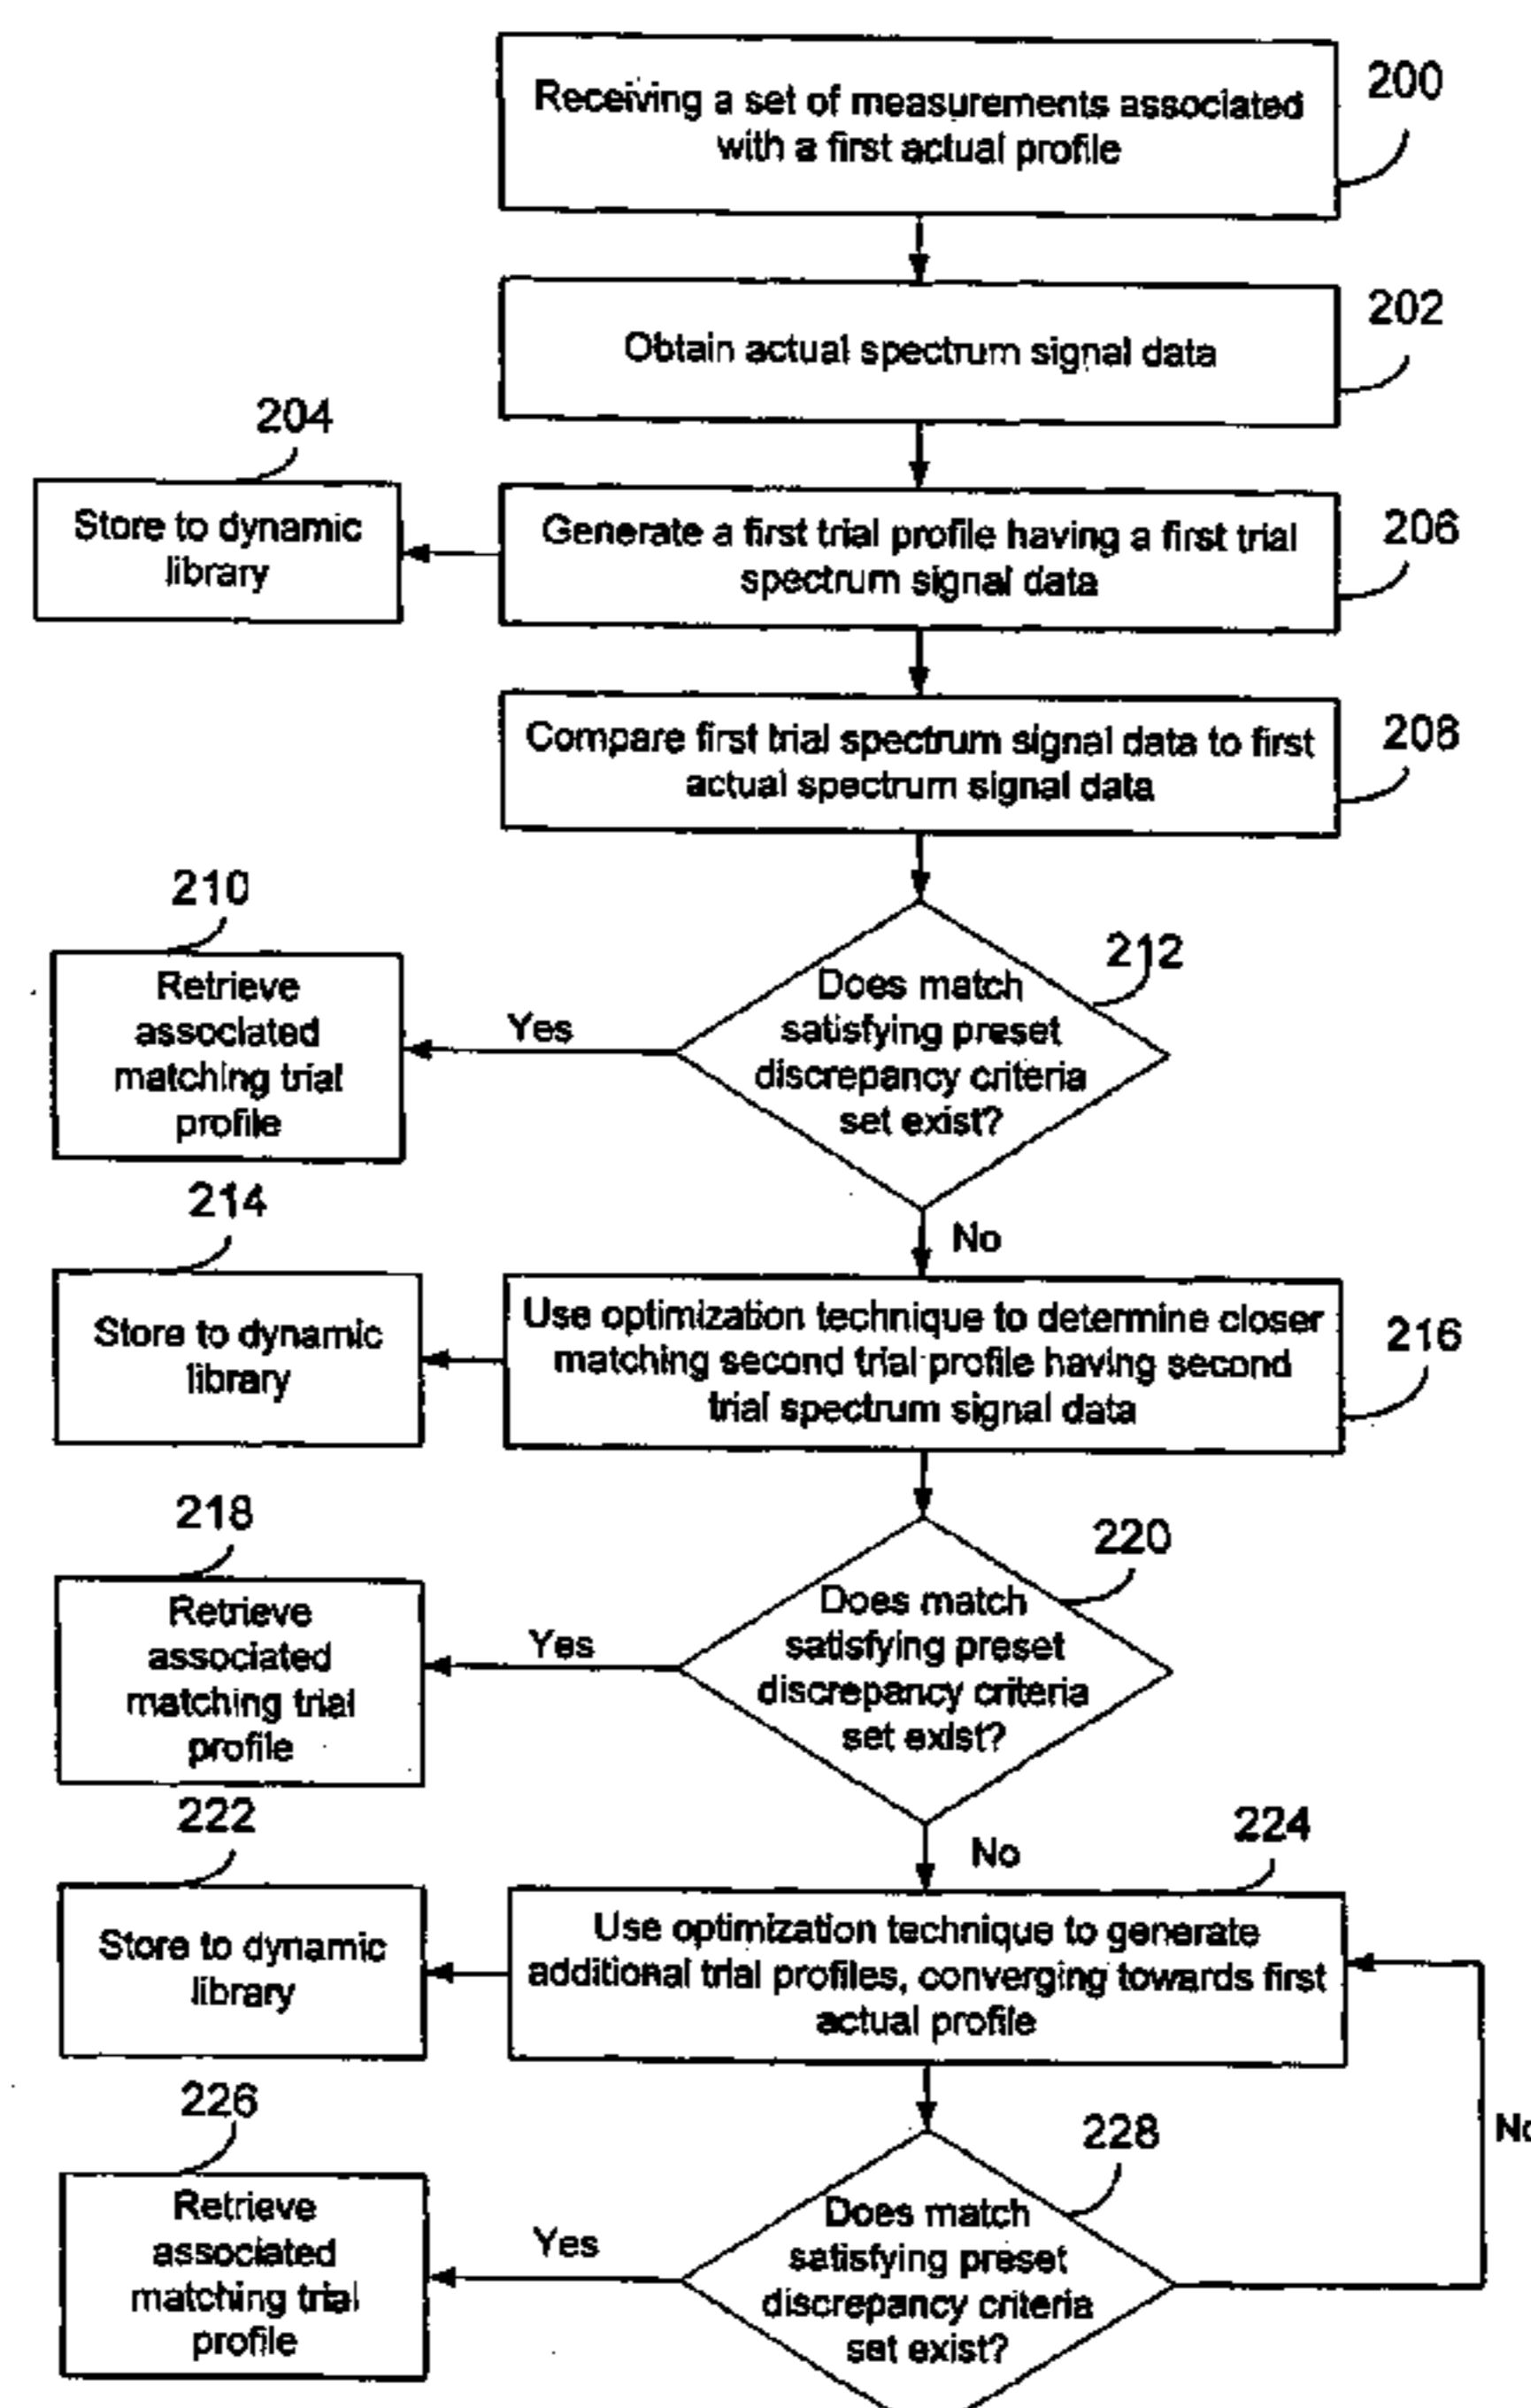 Receiving a set of measurements associated
with a first actual profile
200
Obtain actual spectrum signal data
202
204
Store to dynamic
library
Generate a first trial profile having a first trial
spectrum signal data
206
Compare first trial spectrum signal data to first
actual spectrum signal data
208
210
Retrieve
associated
matching trial
profile
Yes
Does match
satisfying preset
discrepancy criteria
set exist?
212
No
214
Store to dynamic
library
Use optimization technique to determine closer
matching second trial profile having second
trial spectrum signal data
216
218
Retrieve
associated
matching trial
profile
Yes
Does match
satisfying preset
discrepancy criteria
set exist?
220
No
222
Store to dynamic
library
224
Use optimization technique to generate
additional trial profiles, converging towards first
actual profile
226
Retrieve
associated
matching trial
profile
Yes
Does match
satisfying preset
discrepancy criteria
set exist?
228
No